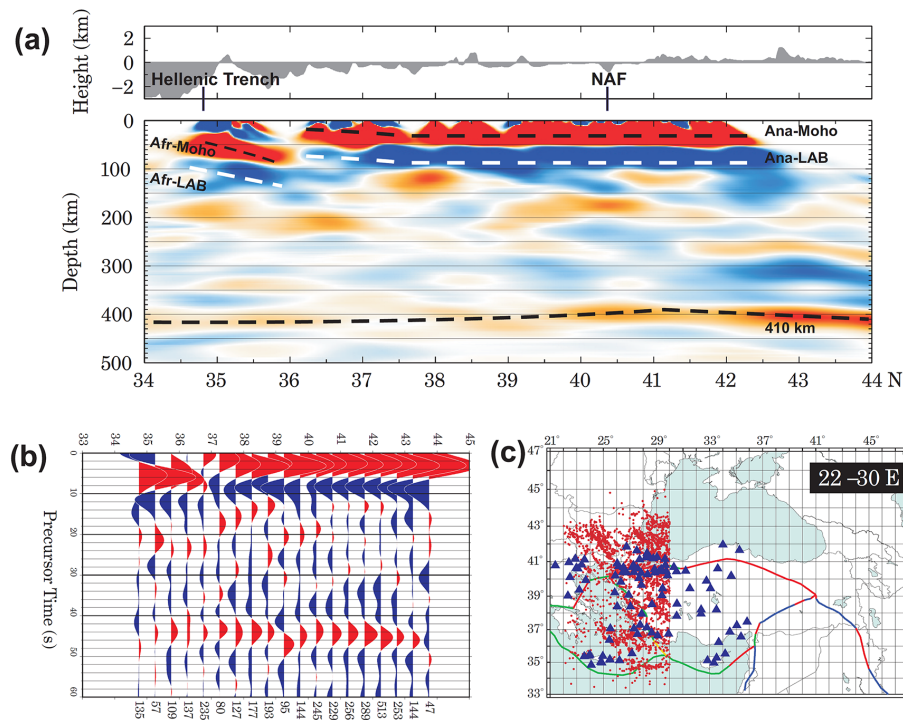 (a)
Height (km)
2
0
−2
Hellenic Trench
NAF
Depth (km)
0
100
200
300
400
500
Afr-Moho
Afr-LAB
Ana-Moho
Ana-LAB
410 km
34 35 36 37 38 39 40 41 42 43 44 N
(b)
33 34 35 36 37 38 39 40 41 42 43 44 45
Precursor Time (s)
0
10
20
30
40
50
60
135 57 109 137 235 80 127 177 193 95 144 245 229 256 289 513 253 144 47
(c)
21° 25° 29° 33° 37° 41° 45°
22 –30 E
47°
45°
43°
41°
39°
37°
35°
33°